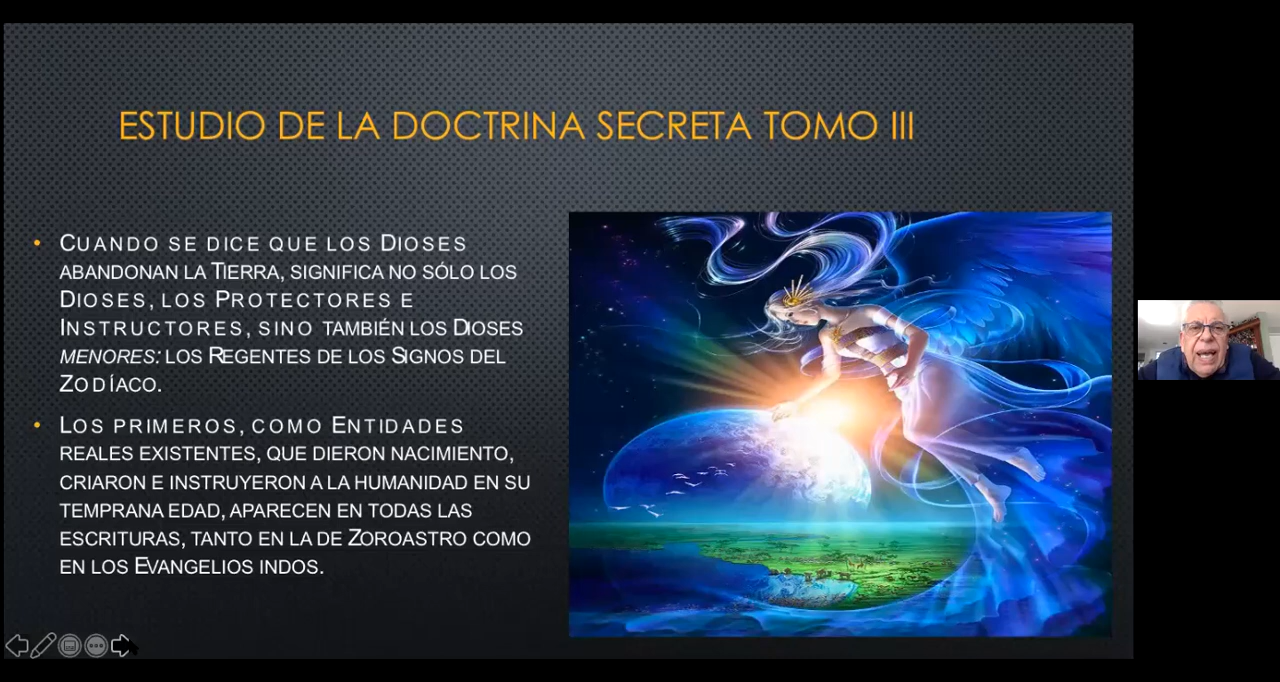 ESTUDIO DE LA DOCTRINA SECRETA TOMO III
• CUANDO SE DICE QUE LOS DIOSES
ABANDONAN LA TIERRA, SIGNIFICA NO SÓLO LOS
DIOSES, LOS PROTECTORES E
INSTRUCTORES, SINO TAMBIÉN LOS DIOSES
MENORES: LOS REGENTES DE LOS SIGNOS DEL
ZODÍACO.
• LOS PRIMEROS, COMO ENTIDADES
REALES EXISTENTES, QUE DIERON NACIMIENTO,
CRIARON E INSTRUYERON A LA HUMANIDAD EN SU
TEMPRANA EDAD, APARECEN EN TODAS LAS
ESCRITURAS, TANTO EN LA DE ZOROASTRO COMO
EN LOS EVANGELIOS INDOS.